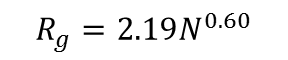 R_g = 2.19N^{0.60}